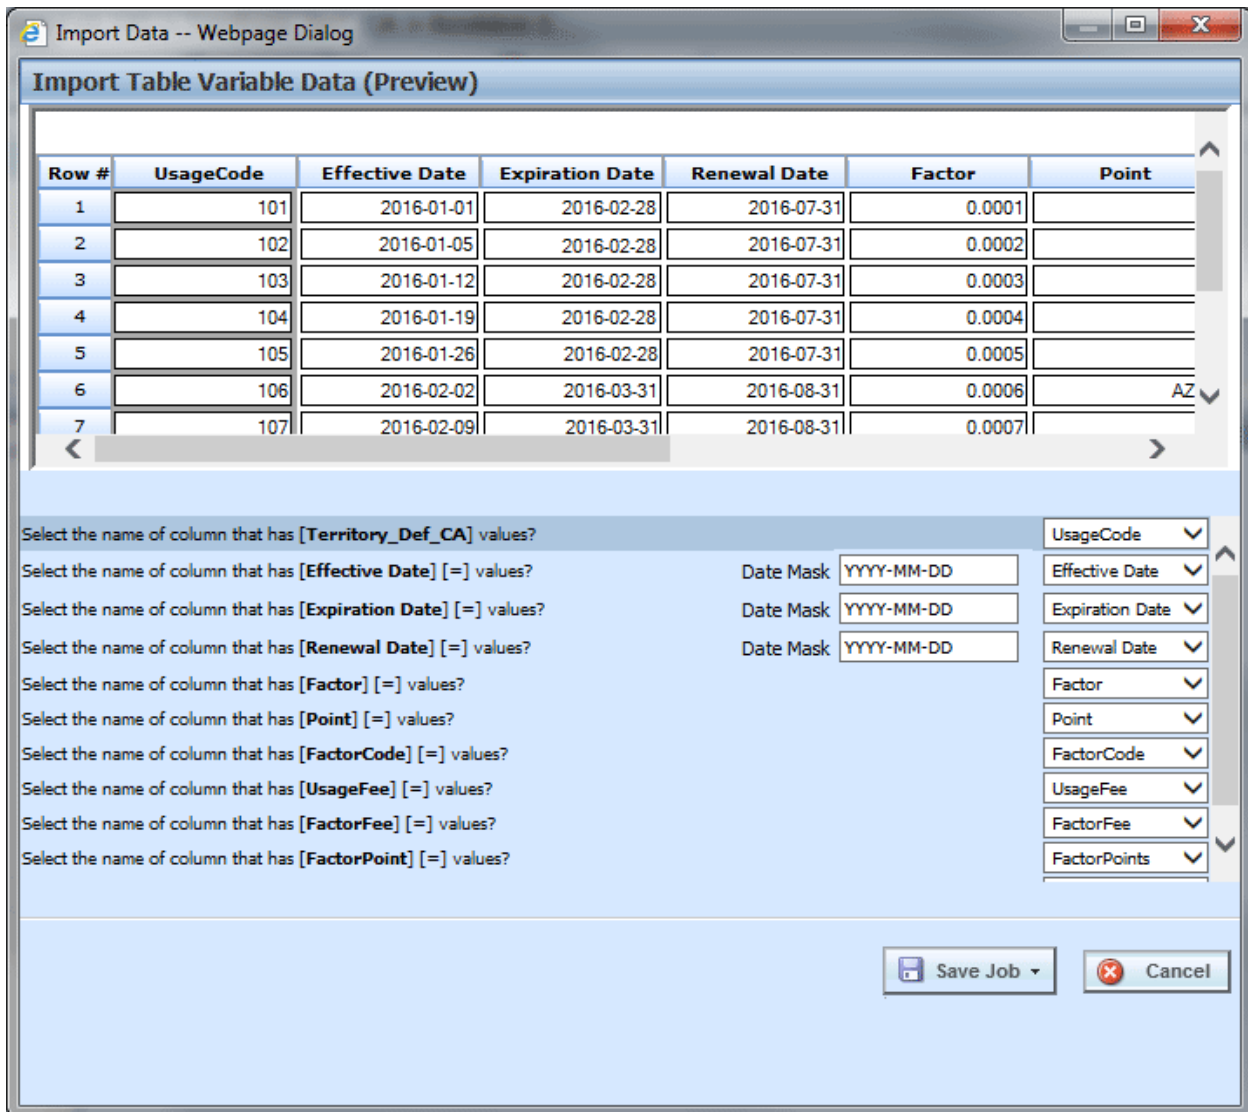 Import Data -- Webpage Dialog
Import Table Variable Data (Preview)
Row # UsageCode Effective Date Expiration Date Renewal Date Factor Point
1 101 2016-01-01 2016-02-28 2016-07-31 0.0001
2 102 2016-01-05 2016-02-28 2016-07-31 0.0002
3 103 2016-01-12 2016-02-28 2016-07-31 0.0003
4 104 2016-01-19 2016-02-28 2016-07-31 0.0004
5 105 2016-01-26 2016-02-28 2016-07-31 0.0005
6 106 2016-02-02 2016-03-31 2016-08-31 0.0006 AZ
7 107 2016-02-09 2016-03-31 2016-08-31 0.0007
Select the name of column that has [Territory_Def_CA] values? UsageCode
Select the name of column that has [Effective Date] [=] values? Date Mask YYYY-MM-DD Effective Date
Select the name of column that has [Expiration Date] [=] values? Date Mask YYYY-MM-DD Expiration Date
Select the name of column that has [Renewal Date] [=] values? Date Mask YYYY-MM-DD Renewal Date
Select the name of column that has [Factor] [=] values? Factor
Select the name of column that has [Point] [=] values? Point
Select the name of column that has [FactorCode] [=] values? FactorCode
Select the name of column that has [UsageFee] [=] values? UsageFee
Select the name of column that has [FactorFee] [=] values? FactorFee
Select the name of column that has [FactorPoint] [=] values? FactorPoints
Save Job Cancel